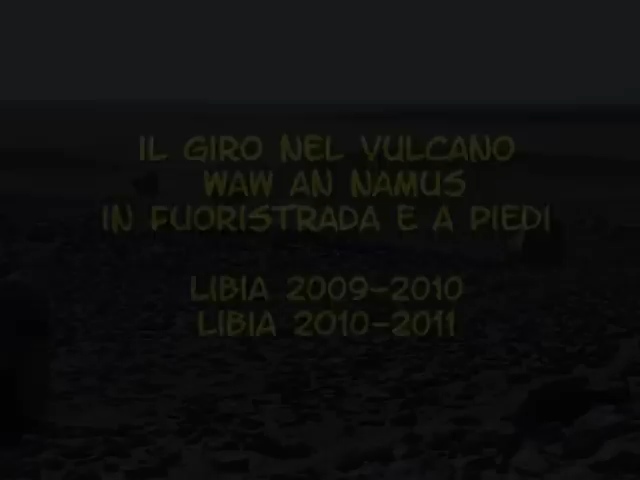 IL GIRO NEL VULCANO
WAW AN NAMUS
IN FUORISTRADA E A PIEDI
LIBIA 2009-2010
LIBIA 2010-2011